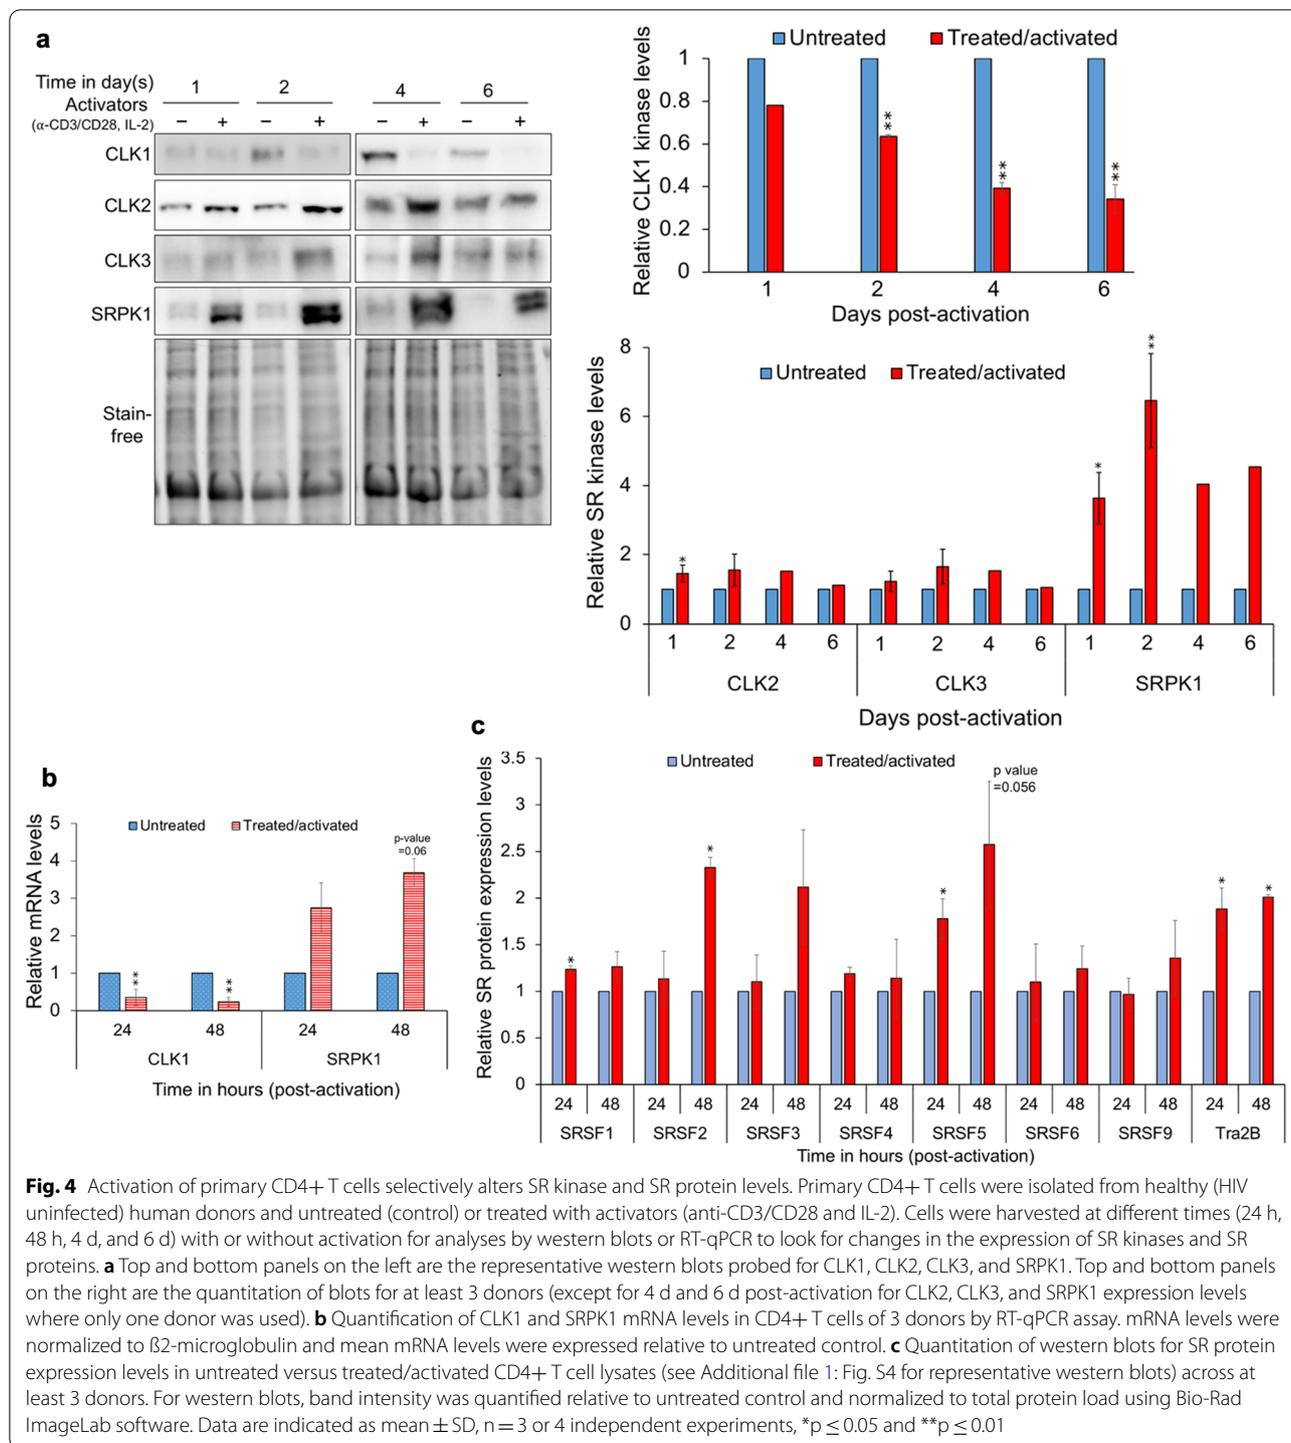 a
Time in day(s) 1 2 4 6
Activators
(α-CD3/CD28, IL-2) − + − + − + − +
CLK1
CLK2
CLK3
SRPK1
Stain-
free
Untreated Treated/activated
Relative CLK1 kinase levels
1
0.8
0.6
0.4
0.2
0
** ** **
1 2 4 6
Days post-activation
Untreated Treated/activated
Relative SR kinase levels
8
6
4
2
0
* * **
1 2 4 6 1 2 4 6 1 2 4 6
CLK2 CLK3 SRPK1
Days post-activation
b
Untreated Treated/activated
p-value
=0.06
Relative mRNA levels
5
4
3
2
1
0
** **
24 48 24 48
CLK1 SRPK1
Time in hours (post-activation)
c
Untreated Treated/activated
p value
=0.056
Relative SR protein expression levels
3.5
3
2.5
2
1.5
1
0.5
0
* * * * *
24 48 24 48 24 48 24 48 24 48 24 48 24 48 24 48
SRSF1 SRSF2 SRSF3 SRSF4 SRSF5 SRSF6 SRSF9 Tra2B
Time in hours (post-activation)
Fig. 4 Activation of primary CD4+ T cells selectively alters SR kinase and SR protein levels. Primary CD4+ T cells were isolated from healthy (HIV
uninfected) human donors and untreated (control) or treated with activators (anti-CD3/CD28 and IL-2). Cells were harvested at different times (24 h,
48 h, 4 d, and 6 d) with or without activation for analyses by western blots or RT-qPCR to look for changes in the expression of SR kinases and SR
proteins. a Top and bottom panels on the left are the representative western blots probed for CLK1, CLK2, CLK3, and SRPK1. Top and bottom panels
on the right are the quantitation of blots for at least 3 donors (except for 4 d and 6 d post-activation for CLK2, CLK3, and SRPK1 expression levels
where only one donor was used). b Quantification of CLK1 and SRPK1 mRNA levels in CD4+ T cells of 3 donors by RT-qPCR assay. mRNA levels were
normalized to ß2-microglobulin and mean mRNA levels were expressed relative to untreated control. c Quantitation of western blots for SR protein
expression levels in untreated versus treated/activated CD4+ T cell lysates (see Additional file 1: Fig. S4 for representative western blots) across at
least 3 donors. For western blots, band intensity was quantified relative to untreated control and normalized to total protein load using Bio-Rad
ImageLab software. Data are indicated as mean ± SD, n = 3 or 4 independent experiments, *p ≤ 0.05 and **p ≤ 0.01